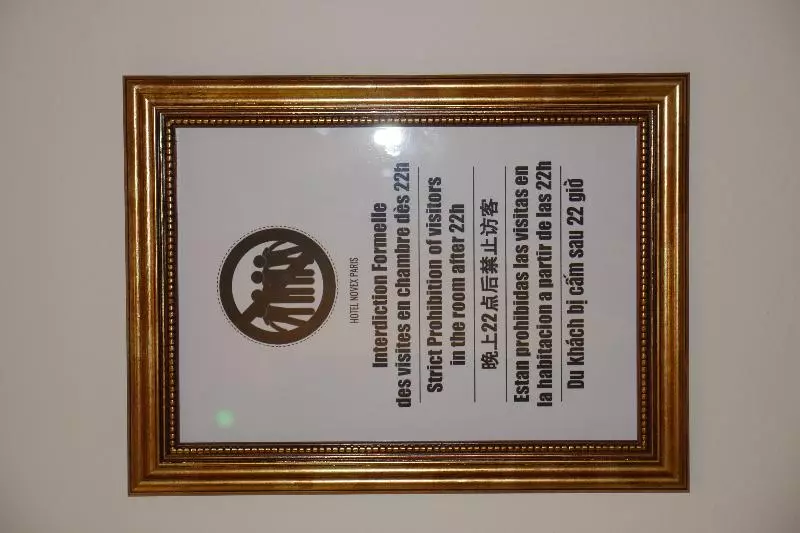 HOTEL NOVEX PARIS
Interdiction Formelle
des visites en chambre dès 22h
Strict Prohibition of visitors
in the room after 22h
晚上22点后禁止访客
Estan prohibidas las visitas en
la habitacion a partir de las 22h
Du khách bị cấm sau 22 giờ